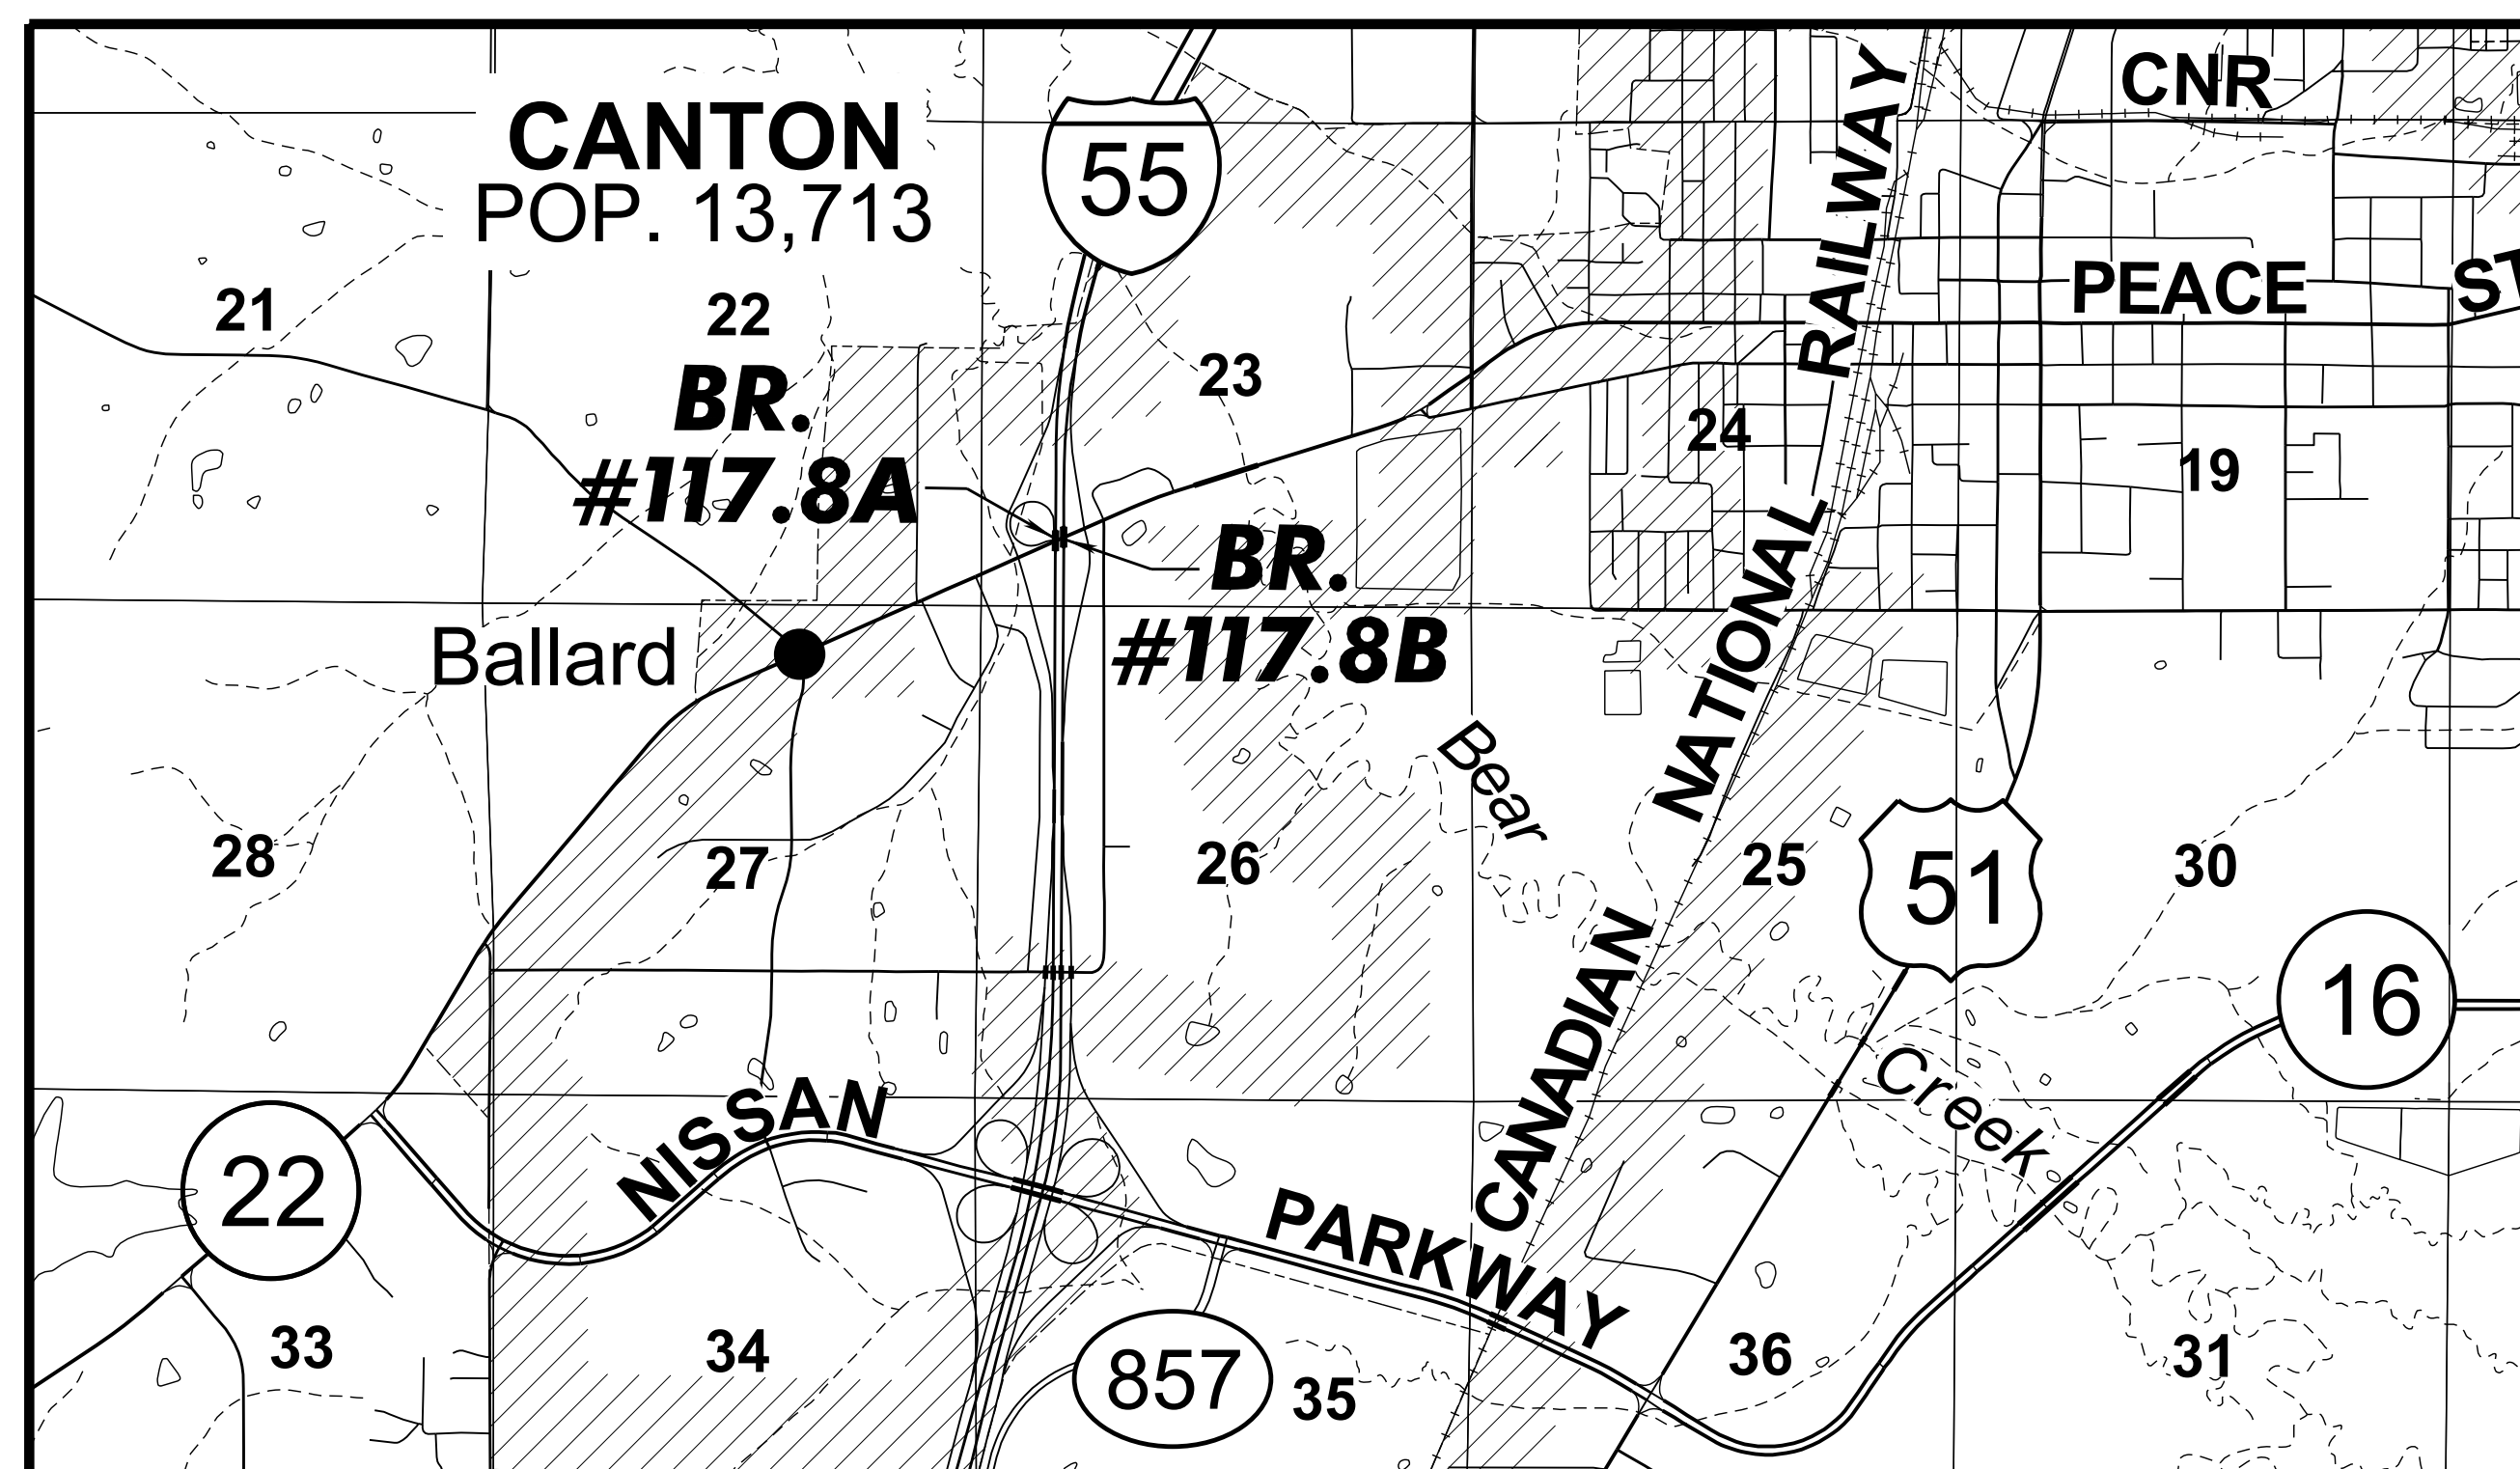 CNR
CANTON
POP. 13,713
55
RAILWAY
PEACE ST
21
22
23
BR.
#117.8A
24
19
BR.
#117.8B
Ballard
NATIONAL
Bear
28
27
26
25
51
30
16
CANADIAN
Creek
NISSAN
22
PARKWAY
33
34
857
35
36
31